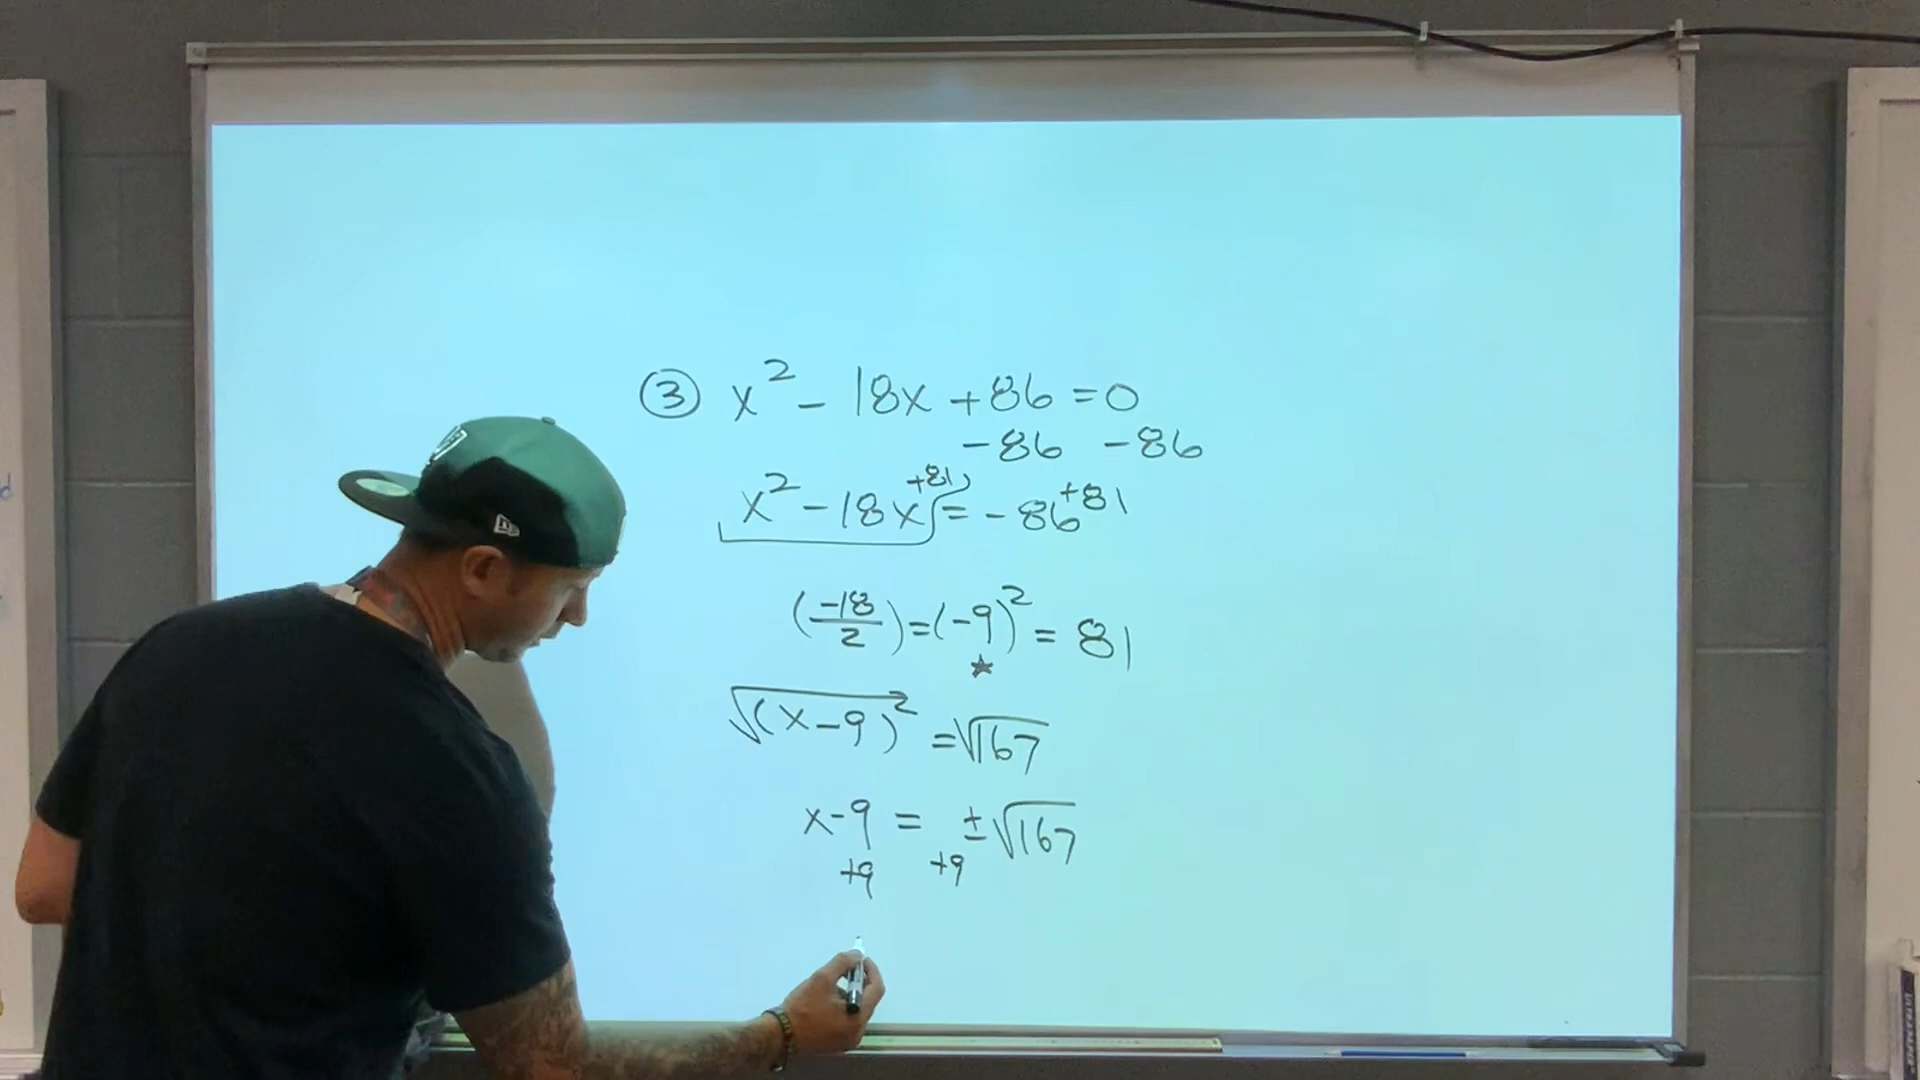 ③ x² - 18x + 86 = 0
- 86 - 86
x² - 18x +81 = - 86 +81
(-18/2) = (-9)² = 81
★
√(x - 9)² = √167
x - 9 = ± √167
+9 +9